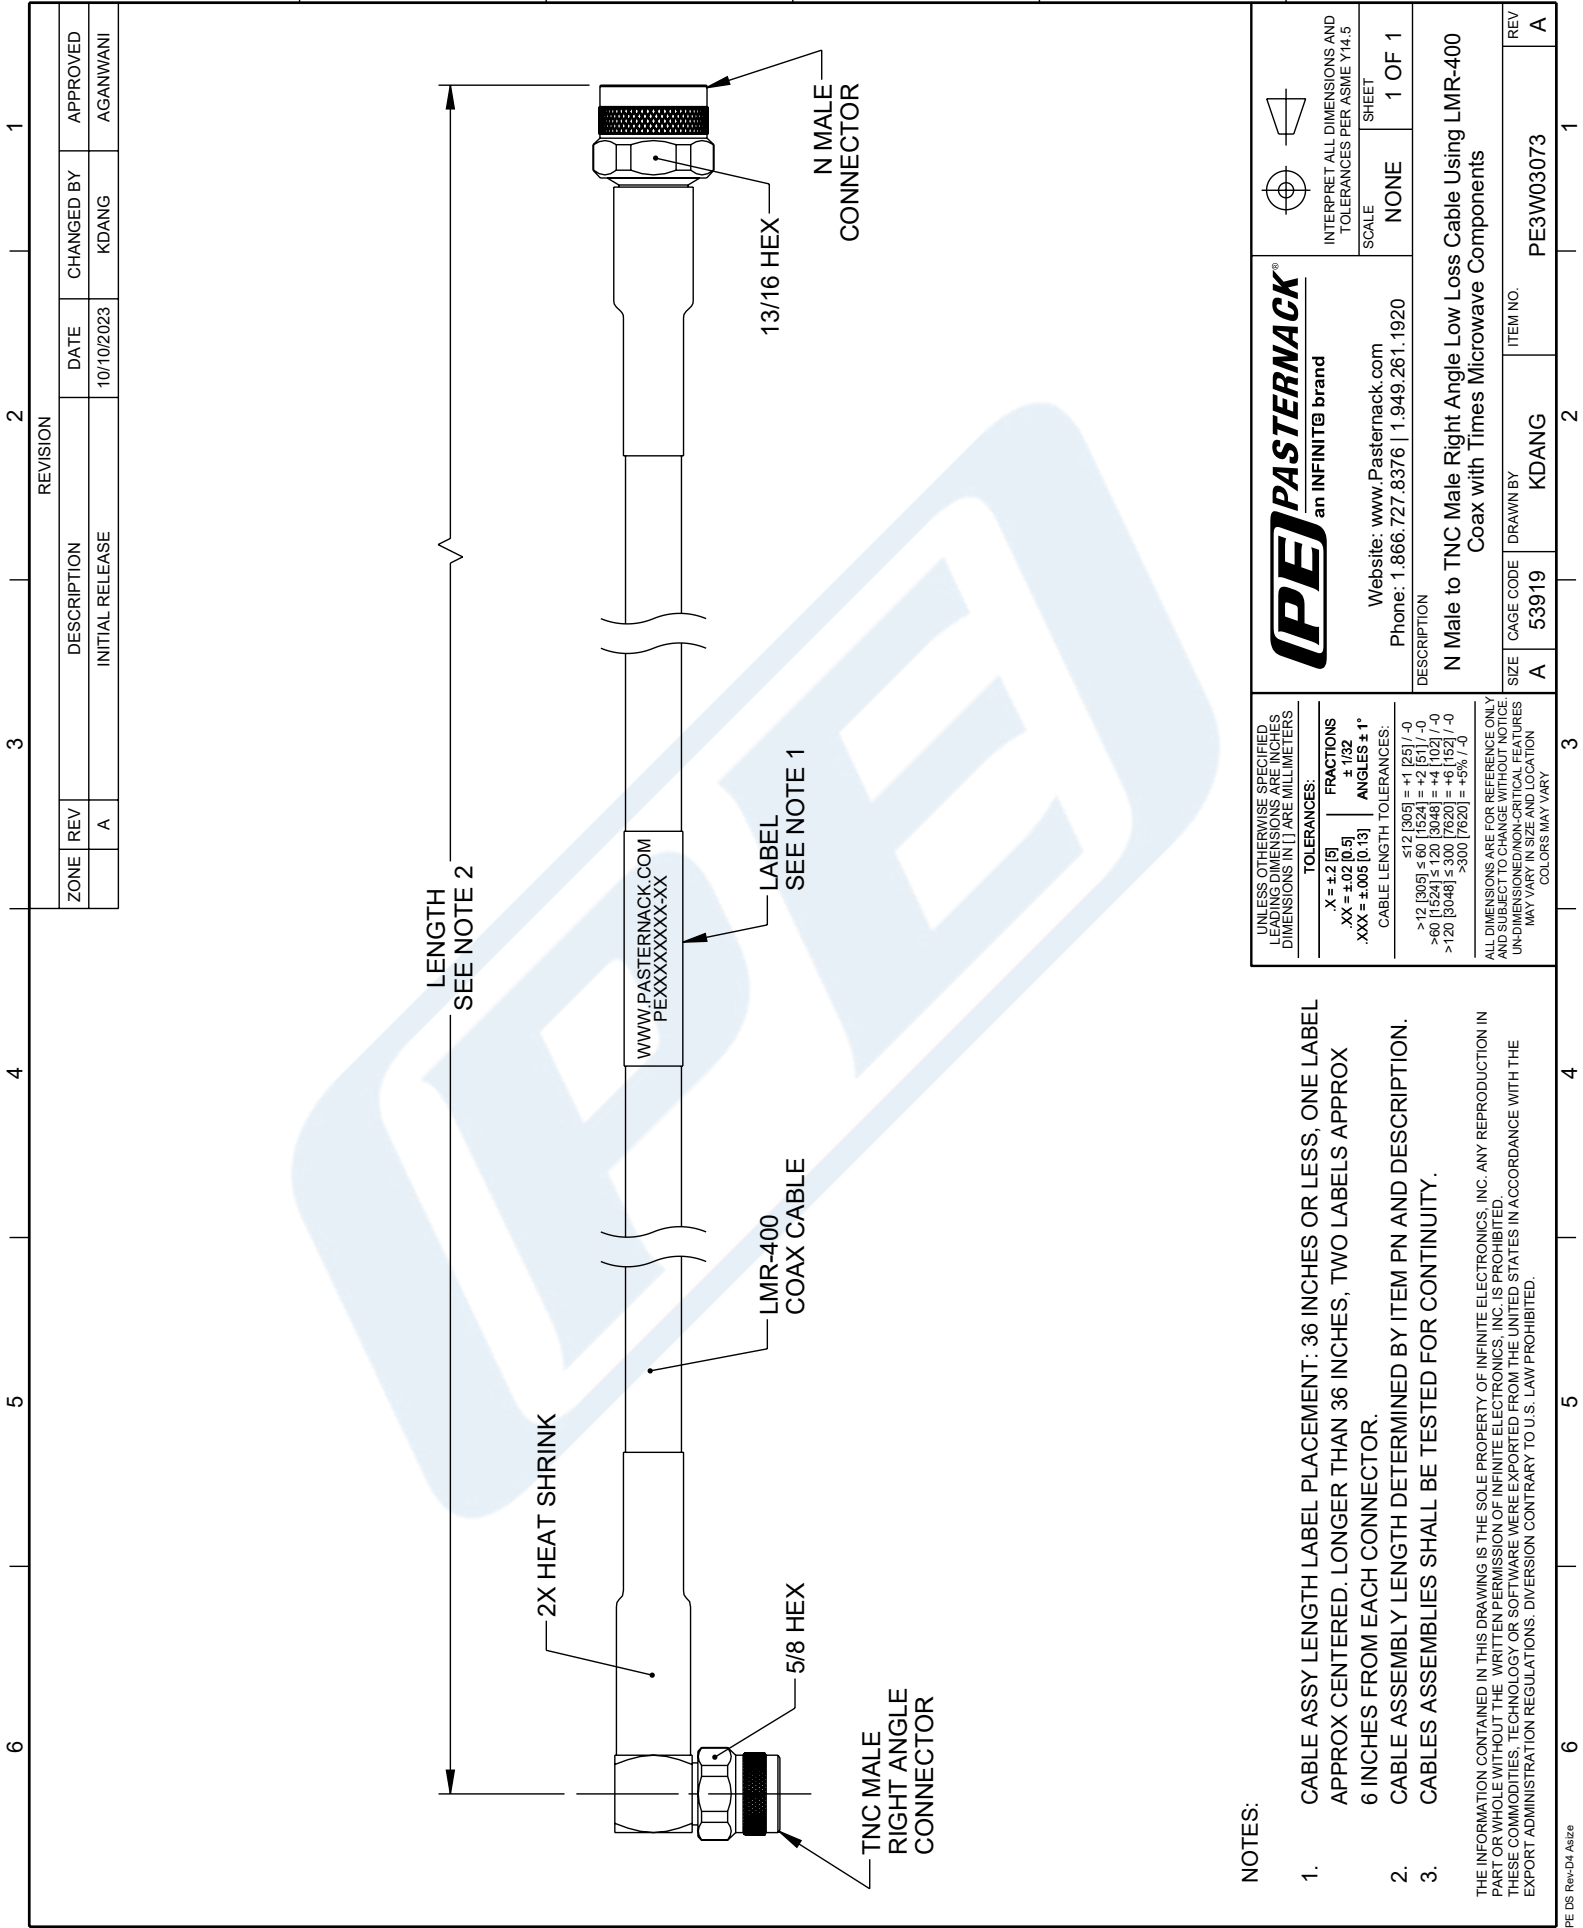 6
5
4
3
2
1
REVISION
ZONE REV DESCRIPTION DATE CHANGED BY APPROVED
A INITIAL RELEASE 10/10/2023 KDANG AGANWANI
LENGTH
SEE NOTE 2
2X HEAT SHRINK
WWW.PASTERNACK.COM
PEXXXXXXXX-XX
5/8 HEX
LMR-400
COAX CABLE
LABEL
SEE NOTE 1
13/16 HEX
N MALE
CONNECTOR
TNC MALE
RIGHT ANGLE
CONNECTOR
NOTES:
1. CABLE ASSY LENGTH LABEL PLACEMENT: 36 INCHES OR LESS, ONE LABEL
APPROX CENTERED. LONGER THAN 36 INCHES, TWO LABELS APPROX
6 INCHES FROM EACH CONNECTOR.
2. CABLE ASSEMBLY LENGTH DETERMINED BY ITEM PN AND DESCRIPTION.
3. CABLES ASSEMBLIES SHALL BE TESTED FOR CONTINUITY.
THE INFORMATION CONTAINED IN THIS DRAWING IS THE SOLE PROPERTY OF INFINITE ELECTRONICS, INC. ANY REPRODUCTION IN
PART OR WHOLE WITHOUT THE WRITTEN PERMISSION OF INFINITE ELECTRONICS, INC. IS PROHIBITED.
THESE COMMODITIES, TECHNOLOGY OR SOFTWARE WERE EXPORTED FROM THE UNITED STATES IN ACCORDANCE WITH THE
EXPORT ADMINISTRATION REGULATIONS. DIVERSION CONTRARY TO U.S. LAW PROHIBITED.
UNLESS OTHERWISE SPECIFIED
LEADING DIMENSIONS ARE INCHES
DIMENSIONS IN [ ] ARE MILLIMETERS
TOLERANCES:
.X = ±.2 [5] FRACTIONS
.XX = ±.02 [0.5] ± 1/32
.XXX = ±.005 [0.13] ANGLES ± 1°
CABLE LENGTH TOLERANCES:
≤12 [305] = +1 [25] / -0
>12 [305] ≤ 60 [1524] = +2 [51] / -0
>60 [1524] ≤ 120 [3048] = +4 [102] / -0
>120 [3048] ≤ 300 [7620] = +6 [152] / -0
>300 [7620] = +5% / -0
ALL DIMENSIONS ARE FOR REFERENCE ONLY
AND SUBJECT TO CHANGE WITHOUT NOTICE.
UN-DIMENSIONED/NON-CRITICAL FEATURES
MAY VARY IN SIZE AND LOCATION
COLORS MAY VARY
PE PASTERNACK®
an INFINITE brand
Website: www.Pasternack.com
Phone: 1.866.727.8376 | 1.949.261.1920
INTERPRET ALL DIMENSIONS AND
TOLERANCES PER ASME Y14.5
SCALE SHEET
NONE 1 OF 1
DESCRIPTION
N Male to TNC Male Right Angle Low Loss Cable Using LMR-400
Coax with Times Microwave Components
SIZE CAGE CODE DRAWN BY ITEM NO. REV
A 53919 KDANG PE3W03073 A
6
5
4
3
2
1
PE DS Rev-D4 Asize
PE